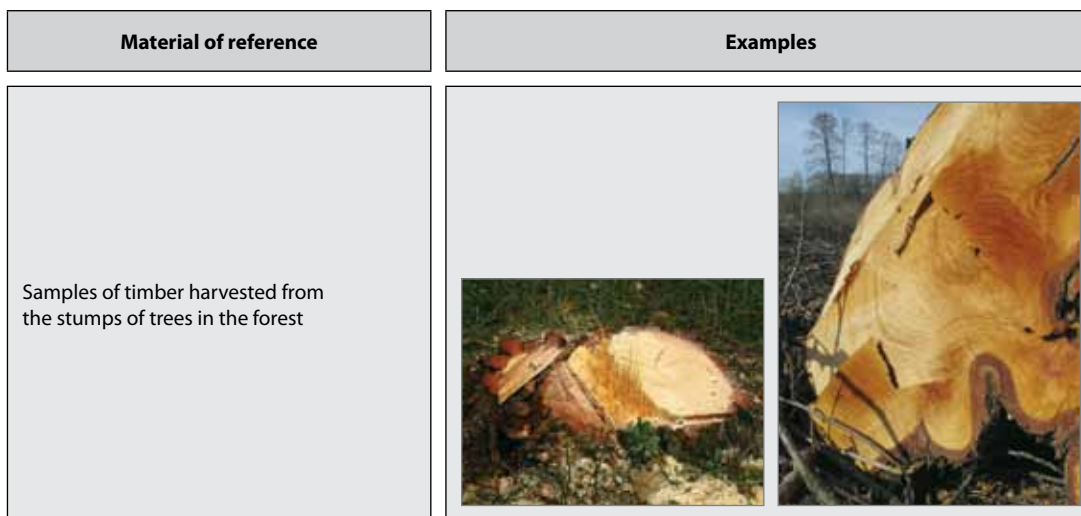 Material of reference
Examples
Samples of timber harvested from
the stumps of trees in the forest